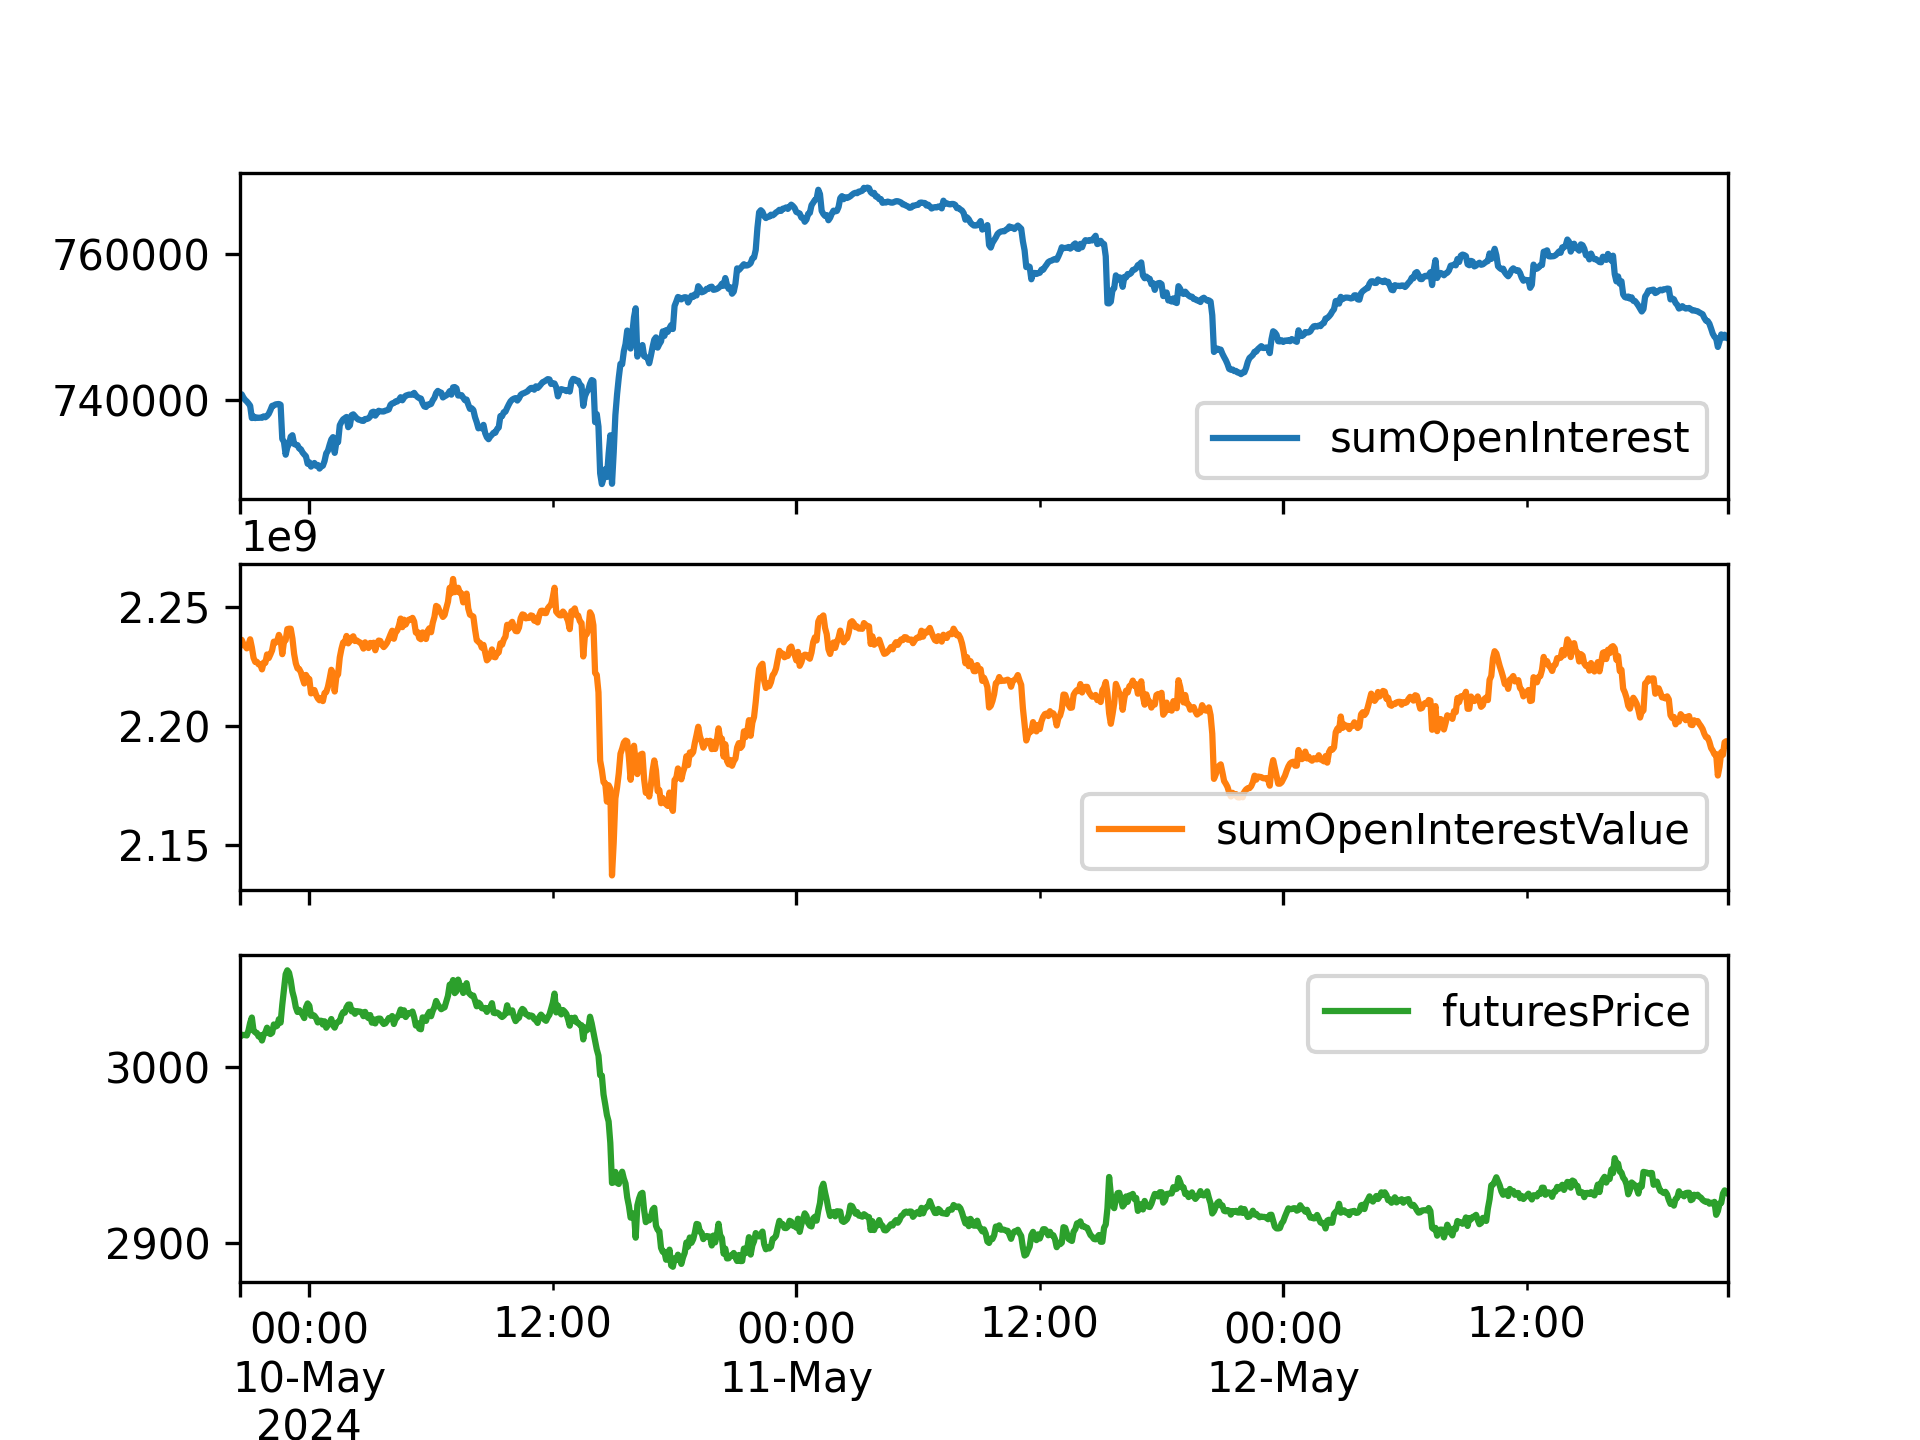 760000
740000
sumOpenInterest
1e9
2.25
2.20
2.15
sumOpenInterestValue
3000
2900
futuresPrice
00:00 12:00 00:00 12:00 00:00 12:00
10-May 11-May 12-May
2024